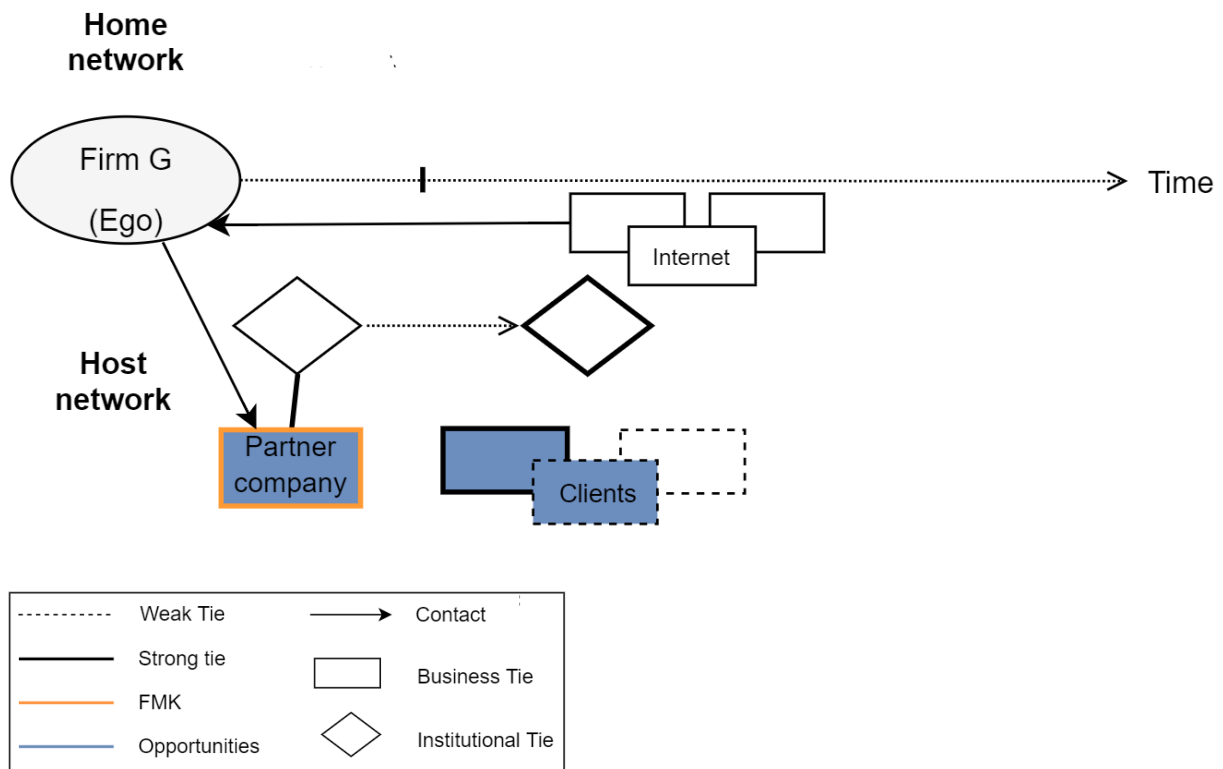 Home
network
Firm G
(Ego)
Time
Internet
Host
network
Partner
company
Clients
Weak Tie
Contact
Strong tie
Business Tie
FMK
Opportunities
Institutional Tie